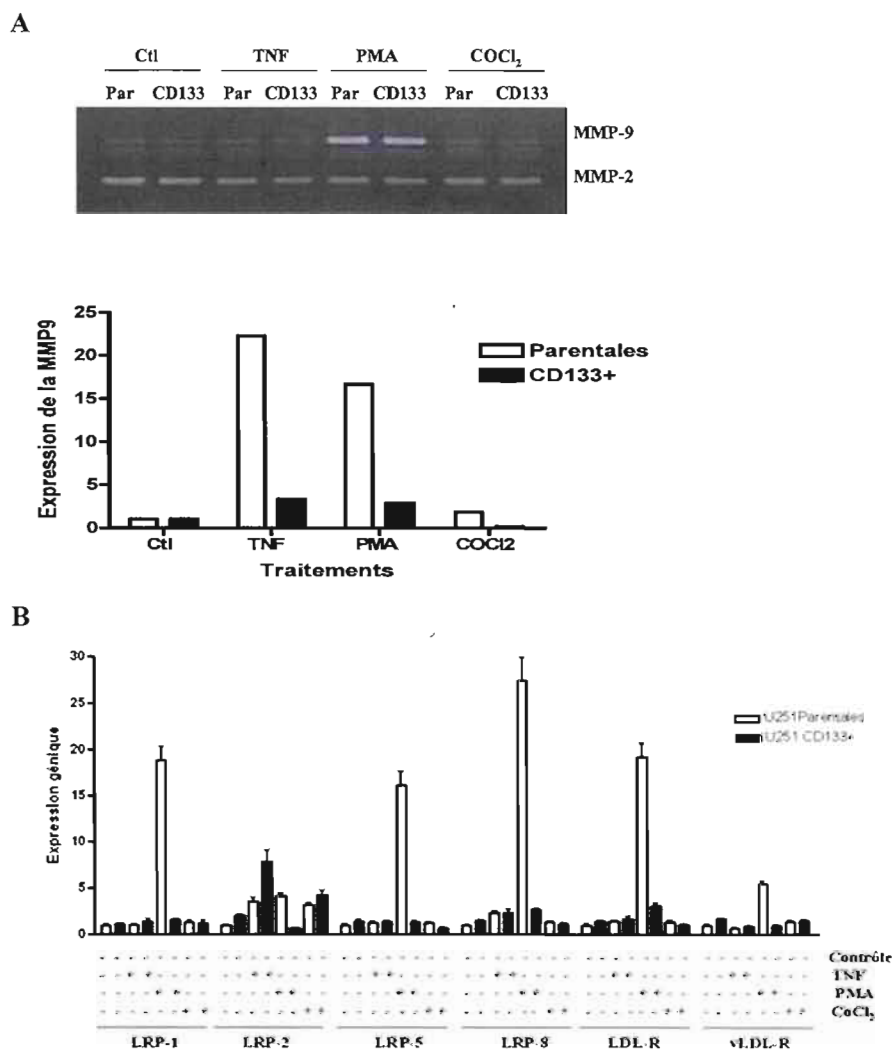 A
Ctl TNF PMA COCl₂
Par CD133 Par CD133 Par CD133 Par CD133
MMP-9
MMP-2
Expression de la MMP9
25
20
15
10
5
0
Parentales
CD133+
Ctl TNF PMA COCl2
Traitements
B
Expression génique
30
25
20
15
10
5
0
U251Parentales
U251 CD133+
Contrôle
TNF
PMA
CoCl₂
LRP-1 LRP-2 LRP-5 LRP-8 LDL-R vLDL-R